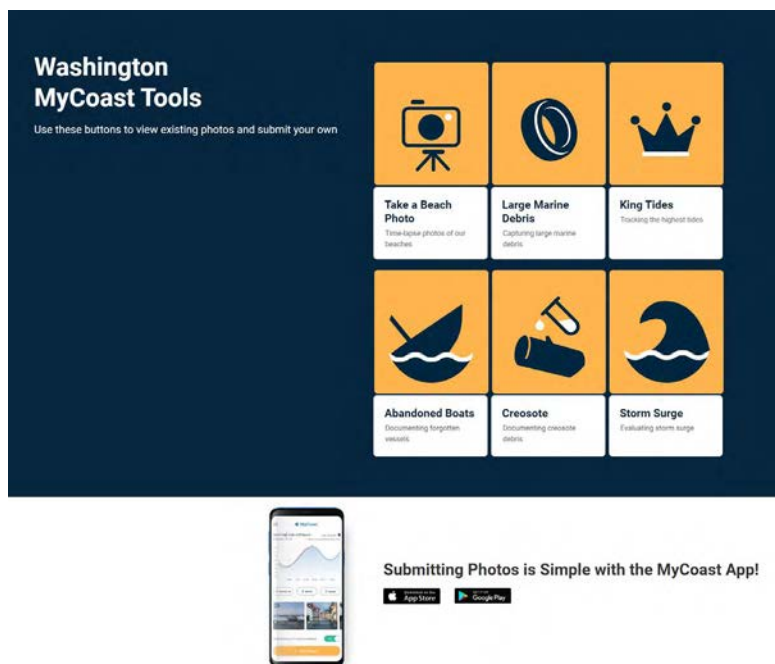 Washington
MyCoast Tools
Use these buttons to view existing photos and submit your own
Take a Beach
Photo
Time-lapse photos of our
beaches
Large Marine
Debris
Capturing large marine
debris
King Tides
Tracking the highest tides
Abandoned Boats
Documenting forgotten
vessels
Creosote
Documenting creosote
debris
Storm Surge
Evaluating storm surge
MyCoast
Submitting Photos is Simple with the MyCoast App!
App Store
Google Play